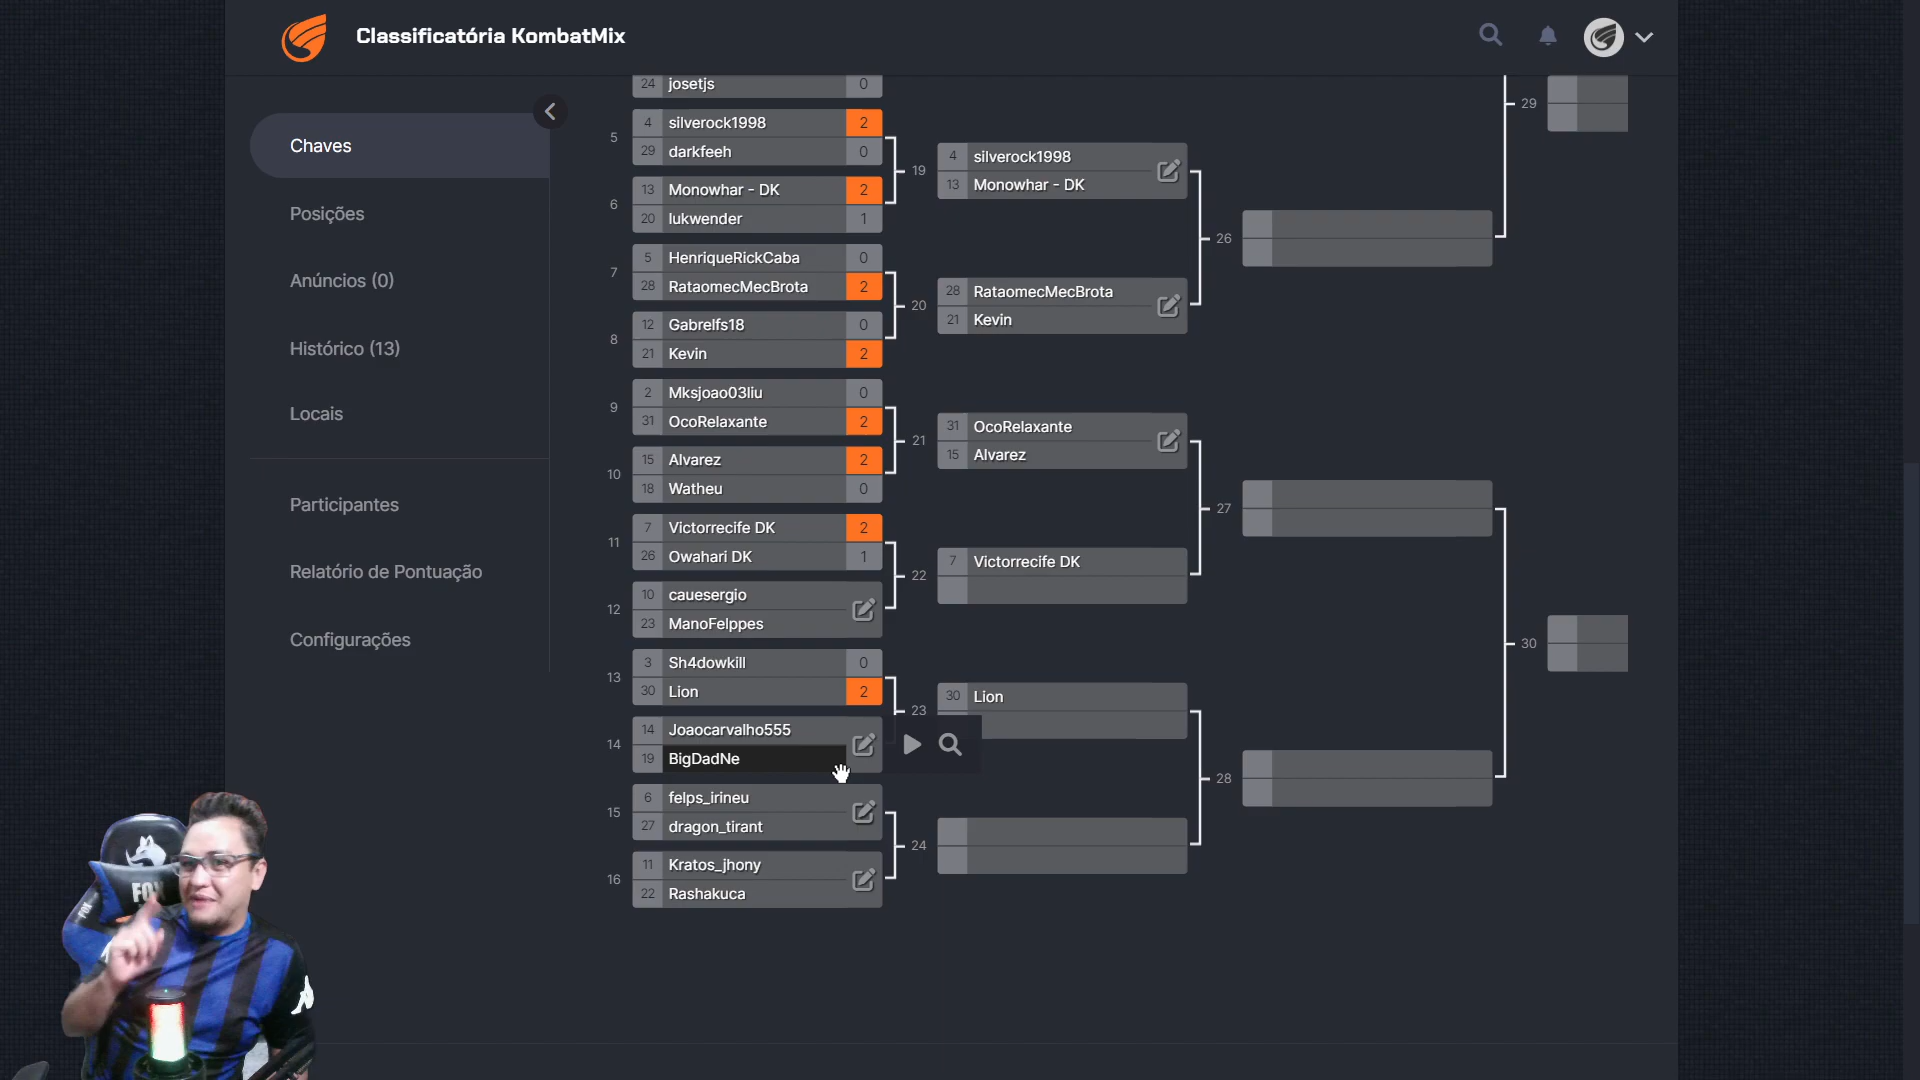 Classificatória KombatMix
Chaves
Posições
Anúncios (0)
Histórico (13)
Locais
Participantes
Relatório de Pontuação
Configurações
24 josetjs 0
5
4 silverock1998 2
29 darkfeeh 0
6
13 Monowhar - DK 2
20 lukwender 1
7
5 HenriqueRickCaba 0
28 RataomecMecBrota 2
8
12 Gabrelfs18 0
21 Kevin 2
9
2 Mksjoao03liu 0
31 OcoRelaxante 2
10
15 Alvarez 2
18 Watheu 0
11
7 Victorrecife DK 2
26 Owahari DK 1
12
10 cauesergio
23 ManoFelppes
13
3 Sh4dowkill 0
30 Lion 2
14
14 Joaocarvalho555
19 BigDadNe
15
6 felps_irineu
27 dragon_tirant
16
11 Kratos_jhony
22 Rashakuca
19
4 silverock1998
13 Monowhar - DK
20
28 RataomecMecBrota
21 Kevin
21
31 OcoRelaxante
15 Alvarez
22
7 Victorrecife DK
23
30 Lion
24
26
27
28
29
30
FOX
FOX